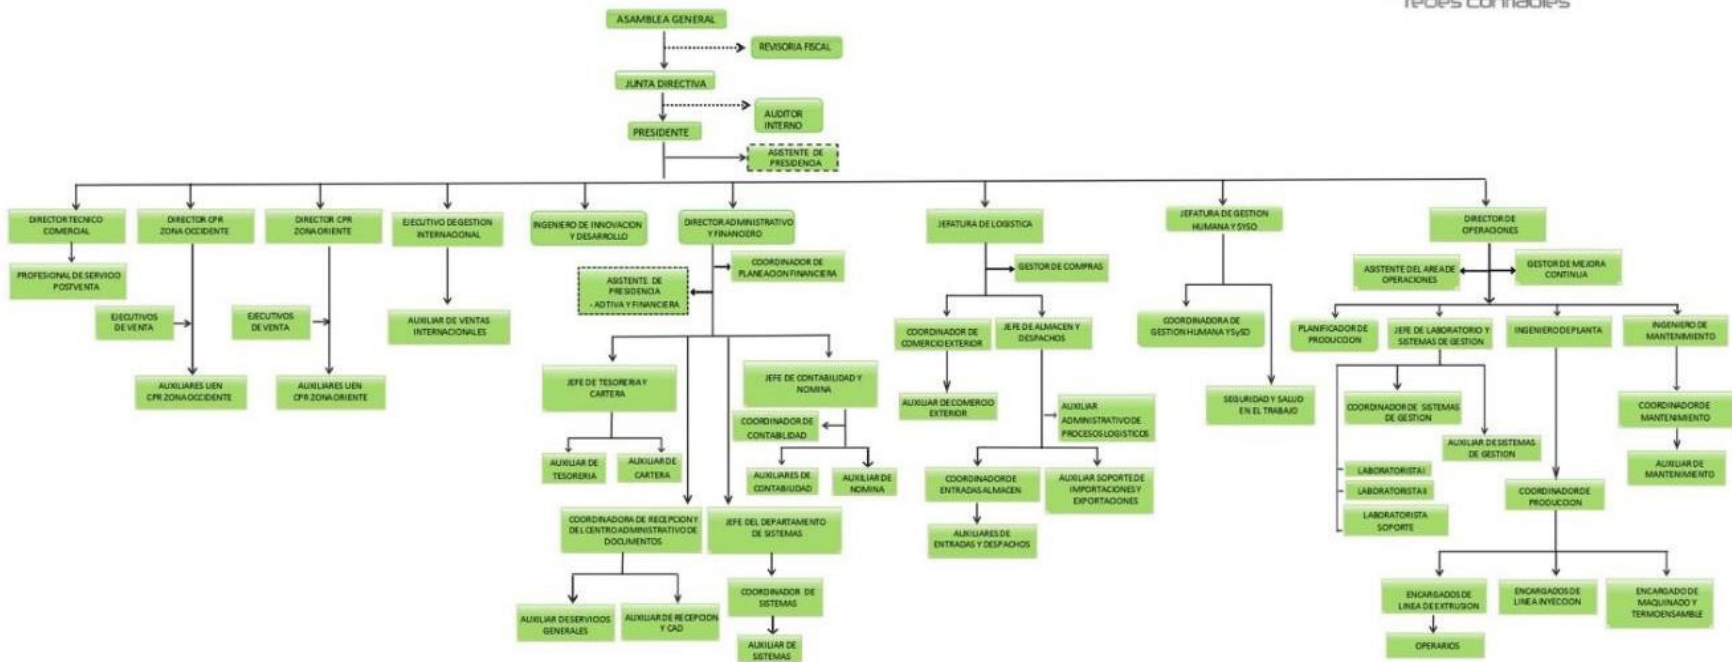 redes confiables
ASAMBLEA GENERAL
REVISORIA FISCAL
JUNTA DIRECTIVA
AUDITOR
INTERNO
PRESIDENTE
ASISTENTE DE
PRESIDENCIA
DIRECTOR TECNICO
COMERCIAL
DIRECTOR CPR
ZONA OCCIDENTE
DIRECTOR CPR
ZONA ORIENTE
EJECUTIVO DE GESTION
INTERNACIONAL
INGENIERO DE INNOVACION
Y DESARROLLO
DIRECTOR ADMINISTRATIVO
Y FINANCIERO
JEFATURA DE LOGISTICA
JEFATURA DE GESTION
HUMANA Y SYSO
DIRECTOR DE
OPERACIONES
PROFESIONAL DE SERVICIO
POSTVENTA
EJECUTIVOS
DE VENTA
EJECUTIVOS
DE VENTA
AUXILIAR DE VENTAS
INTERNACIONALES
AUXILIARES LIEN
CPR ZONA OCCIDENTE
AUXILIARES LIEN
CPR ZONA ORIENTE
COORDINADOR DE
PLANEACION FINANCIERA
ASISTENTE DE
PRESIDENCIA
- ADTIVA Y FINANCIERA
JEFE DE TESORERIA Y
CARTERA
JEFE DE CONTABILIDAD Y
NOMINA
COORDINADOR DE
CONTABILIDAD
AUXILIAR DE
TESORERIA
AUXILIAR DE
CARTERA
AUXILIARES DE
CONTABILIDAD
AUXILIAR DE
NOMINA
COORDINADORA DE RECEPCION Y
DEL CENTRO ADMINISTRATIVO DE
DOCUMENTOS
JEFE DEL DEPARTAMENTO
DE SISTEMAS
AUXILIAR DE SERVICIOS
GENERALES
AUXILIAR DE RECEPCION
Y CAD
COORDINADOR DE
SISTEMAS
AUXILIAR DE
SISTEMAS
GESTOR DE COMPRAS
COORDINADOR DE
COMERCIO EXTERIOR
JEFE DE ALMACEN Y
DESPACHOS
AUXILIAR DE COMERCIO
EXTERIOR
AUXILIAR
ADMINISTRATIVO DE
PROCESOS LOGISTICOS
COORDINADOR DE
ENTRADAS ALMACEN
AUXILIAR SOPORTE DE
IMPORTACIONES Y
EXPORTACIONES
AUXILIARES DE
ENTRADAS Y DESPACHOS
COORDINADORA DE
GESTION HUMANA Y SySO
SEGURIDAD Y SALUD
EN EL TRABAJO
ASISTENTE DEL AREA DE
OPERACIONES
GESTOR DE MEJORA
CONTINUA
PLANIFICADOR DE
PRODUCCION
JEFE DE LABORATORIO Y
SISTEMAS DE GESTION
INGENIERO DE PLANTA
INGENIERO DE
MANTENIMIENTO
COORDINADOR DE SISTEMAS
DE GESTION
AUXILIAR DE SISTEMAS
DE GESTION
LABORATORISTA I
LABORATORISTA II
LABORATORISTA
SOPORTE
COORDINADOR DE
PRODUCCION
COORDINADOR DE
MANTENIMIENTO
AUXILIAR DE
MANTENIMIENTO
ENCARGADOS DE
LINEA DE EXTRUSION
ENCARGADOS DE
LINEA INYECCION
ENCARGADO DE
MAQUINADO Y
TERMOENSAMBLE
OPERARIOS